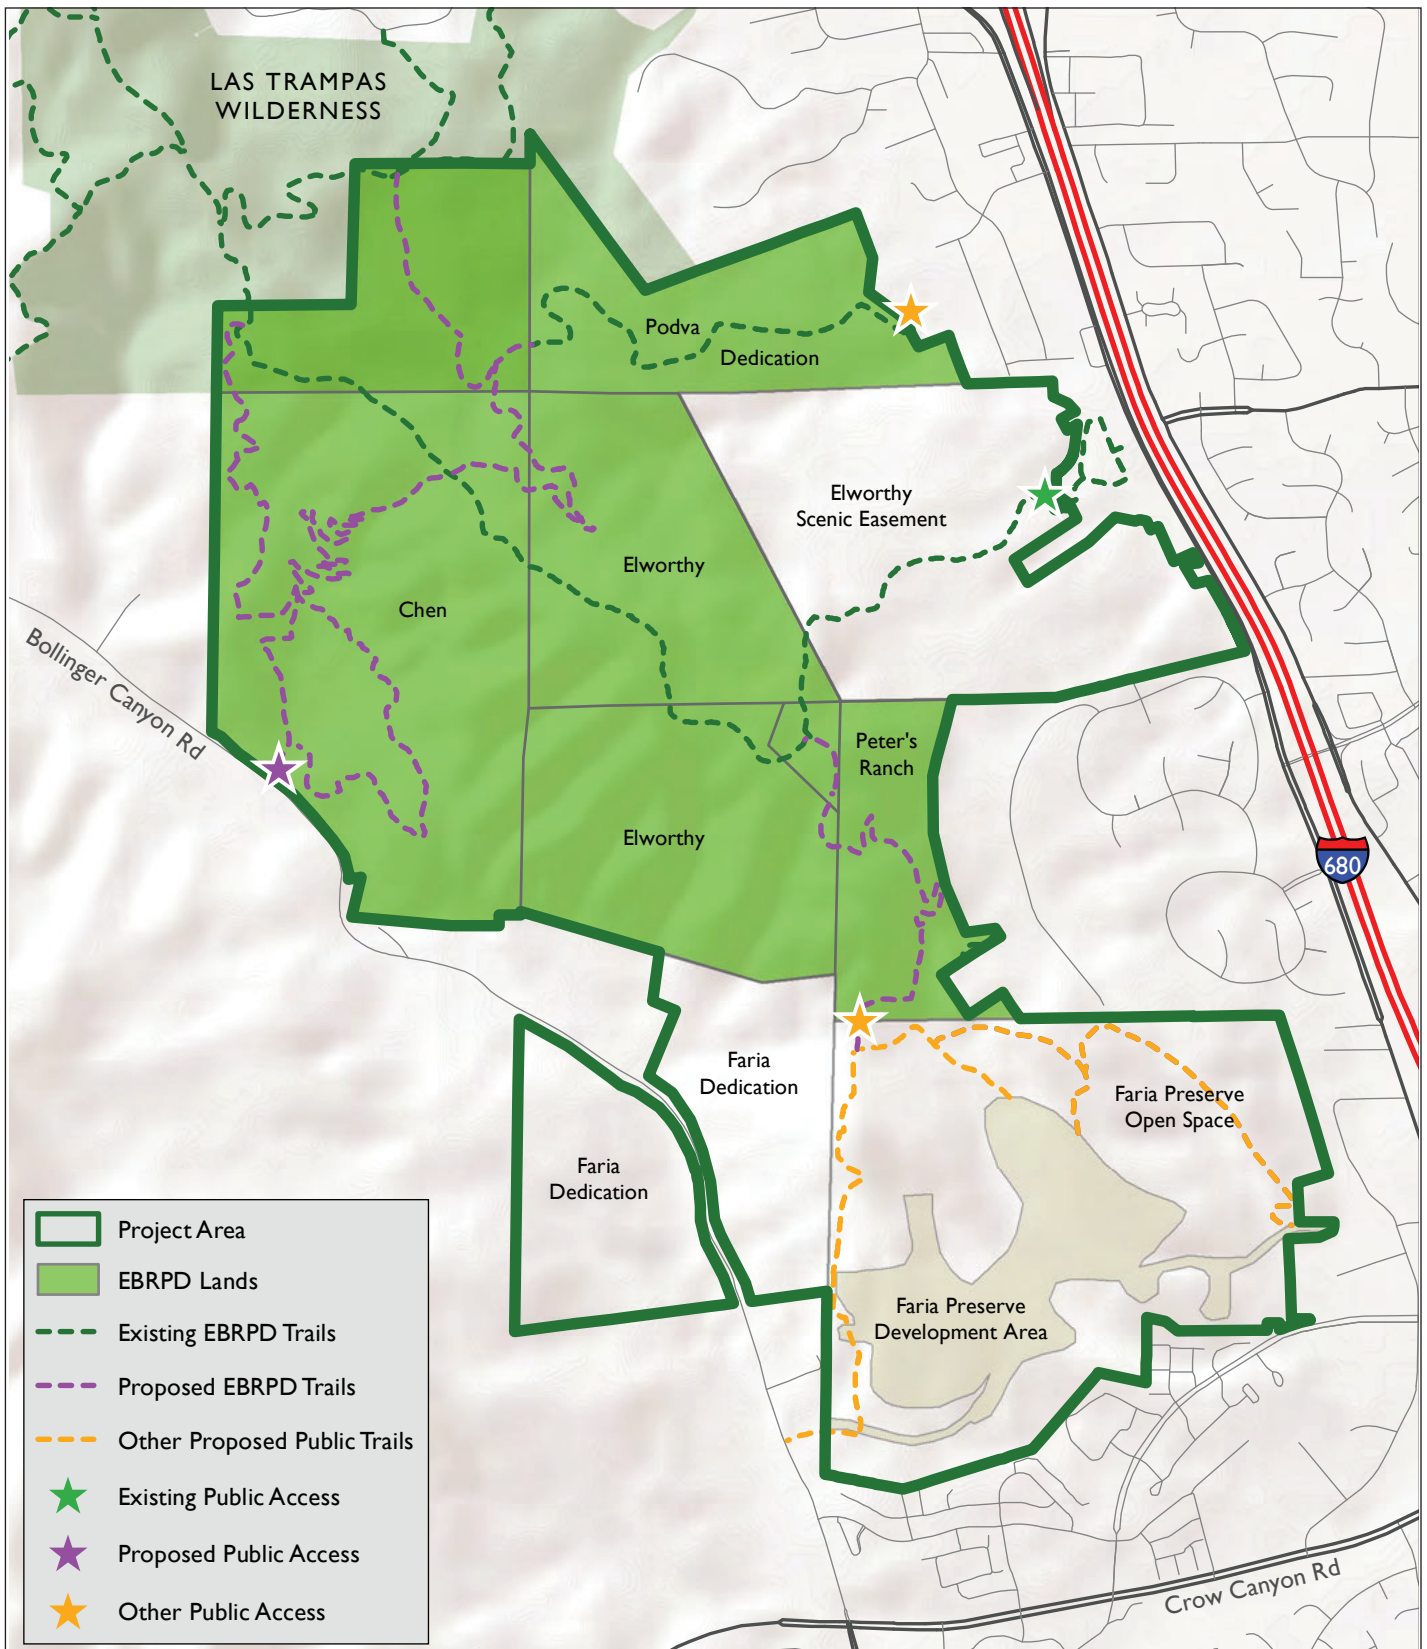 LAS TRAMPAS
WILDERNESS
Podva
Dedication
Elworthy
Scenic Easement
Elworthy
Chen
Bollinger Canyon Rd
Peter's
Ranch
Elworthy
680
Faria
Dedication
Faria Preserve
Open Space
Faria
Dedication
Faria Preserve
Development Area
Crow Canyon Rd
Project Area
EBRPD Lands
Existing EBRPD Trails
Proposed EBRPD Trails
Other Proposed Public Trails
Existing Public Access
Proposed Public Access
Other Public Access